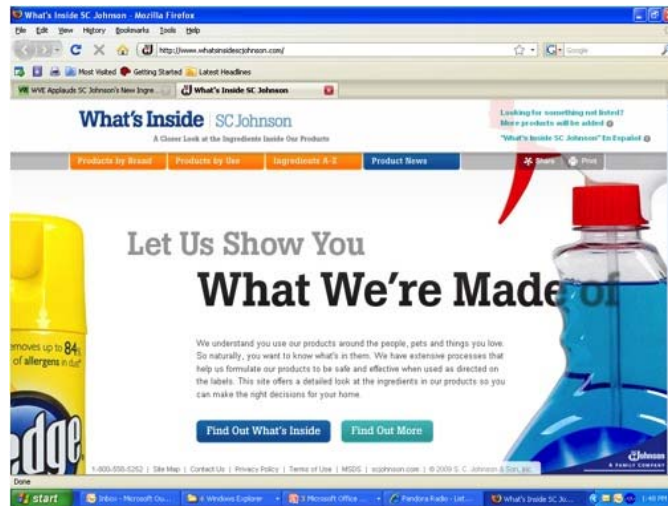 What's Inside SC Johnson - Mozilla Firefox
File Edit View History Bookmarks Tools Help
http://www.whatsinsidescjohnson.com/
Google
Most Visited Getting Started Latest Headlines
WVE Applauds SC Johnson's New Ingre...
What's Inside SC Johnson
What's Inside SC Johnson
A Closer Look at the Ingredients Inside Our Products
Looking for something not listed?
More products will be added
"What's Inside SC Johnson" En Español
Products by Brand Products by Use Ingredients A-Z Product News Share Print
Let Us Show You
What We're Made of
removes up to 84%
of allergens in dust*
edge
We understand you use our products around the people, pets and things you love.
So naturally, you want to know what's in them. We have extensive processes that
help us formulate our products to be safe and effective when used as directed on
the labels. This site offers a detailed look at the ingredients in our products so you
can make the right decisions for your home.
Find Out What's Inside Find Out More
Johnson
A FAMILY COMPANY
1-800-558-5252 | Site Map | Contact Us | Privacy Policy | Terms of Use | MSDS | scjohnson.com | © 2009 S. C. Johnson & Son, Inc.
Done
start Inbox - Microsoft Ou... 4 Windows Explorer 3 Microsoft Office ... Pandora Radio - List... What's Inside SC Jo... 1:48 PM